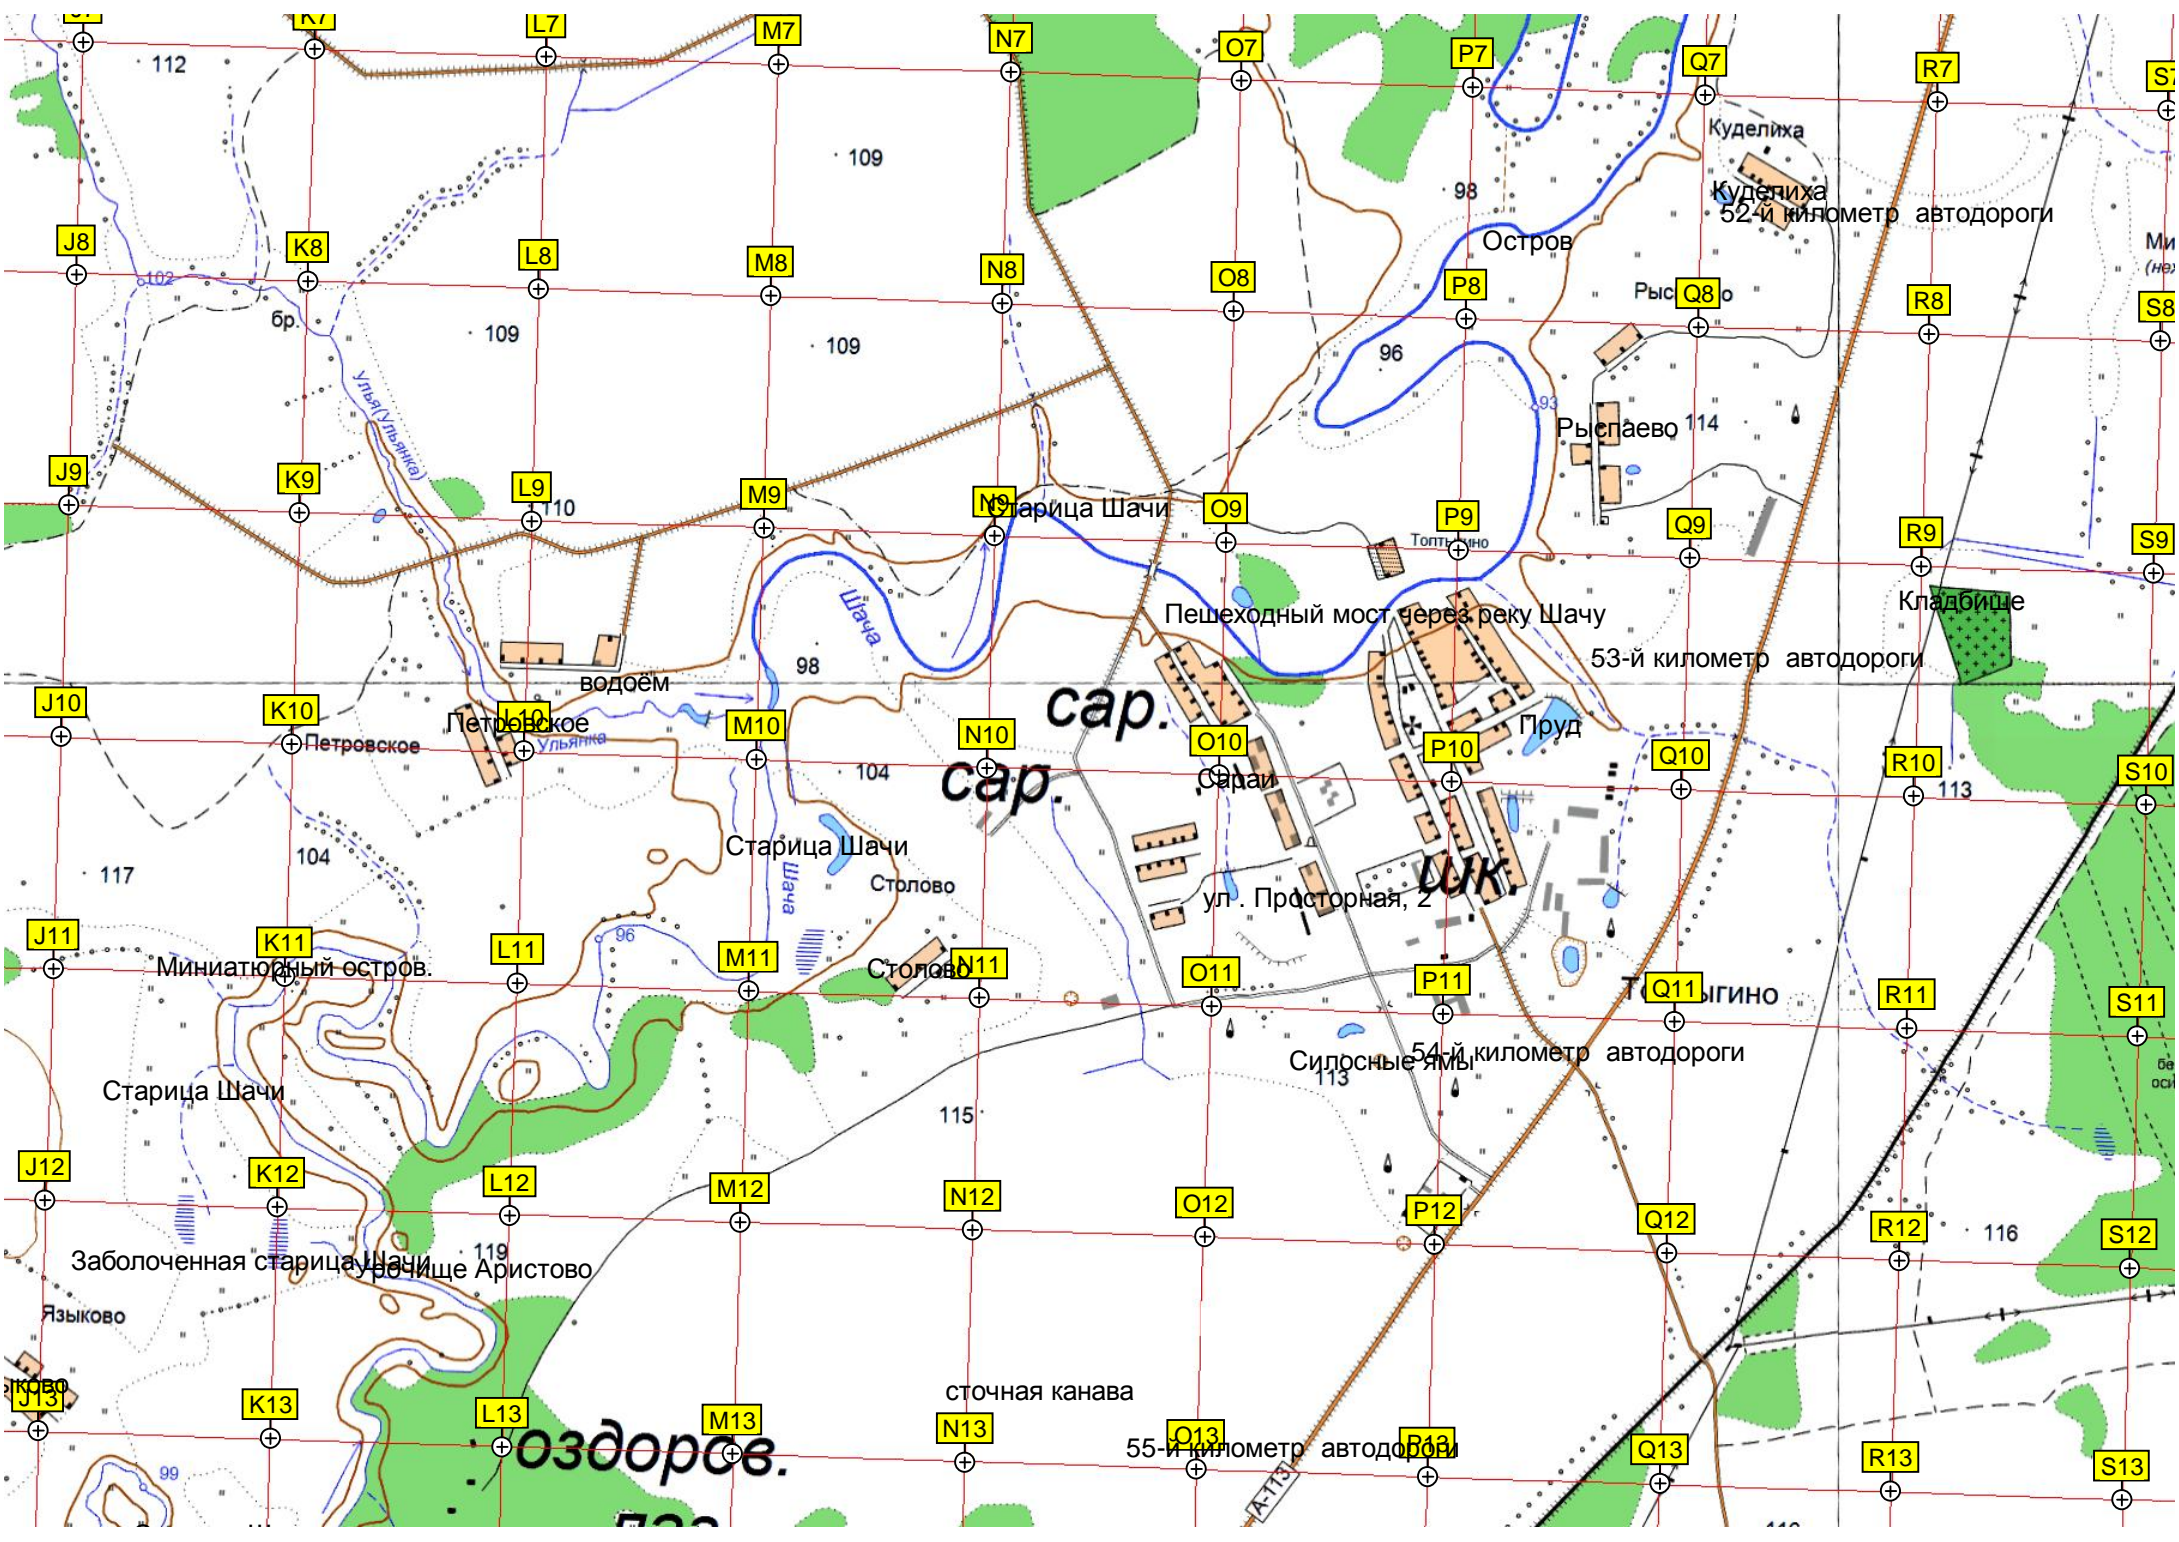 K7
L7
M7
N7
O7
P7
Q7
R7
112
109
98
Куделиха
Куделиха
52-й километр автодороги
Остров
J8
K8
L8
M8
N8
O8
P8
Q8
R8
S8
102
бр.
109
109
96
93
Улья(Ульянка)
Рыспаево
114
J9
K9
L9
M9
N9
O9
P9
Q9
R9
S9
110
Старица Шачи
Кладбище
Пешеходный мост через реку Шачу
Шача
98
53-й километр автодороги
водоём
сар.
J10
K10
L10
M10
N10
O10
P10
Q10
R10
S10
Петровское
Петровское
Ульянка
Пруд
104
сар.
Сараи
113
Старица Шачи
Шача
104
117
Столово
шк.
ул . Просторная, 2
J11
K11
L11
M11
N11
O11
P11
Q11
R11
S11
96
Миниатюрный остров.
Столово
Силосные ямы
54-й километр автодороги
113
Старица Шачи
115
J12
K12
L12
M12
N12
O12
P12
Q12
R12
S12
116
119
Заболоченная старица Шачи
Урочище Аристово
Языково
сточная канава
J13
K13
L13
M13
N13
O13
P13
Q13
R13
S13
оздоров.
55-й километр автодороги
99
А-113